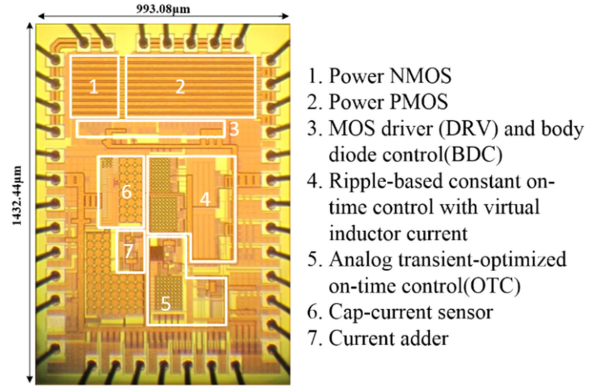 993.08μm
1432.44μm
1
2
3
4
6
7
5
1. Power NMOS
2. Power PMOS
3. MOS driver (DRV) and body
diode control(BDC)
4. Ripple-based constant on-
time control with virtual
inductor current
5. Analog transient-optimized
on-time control(OTC)
6. Cap-current sensor
7. Current adder